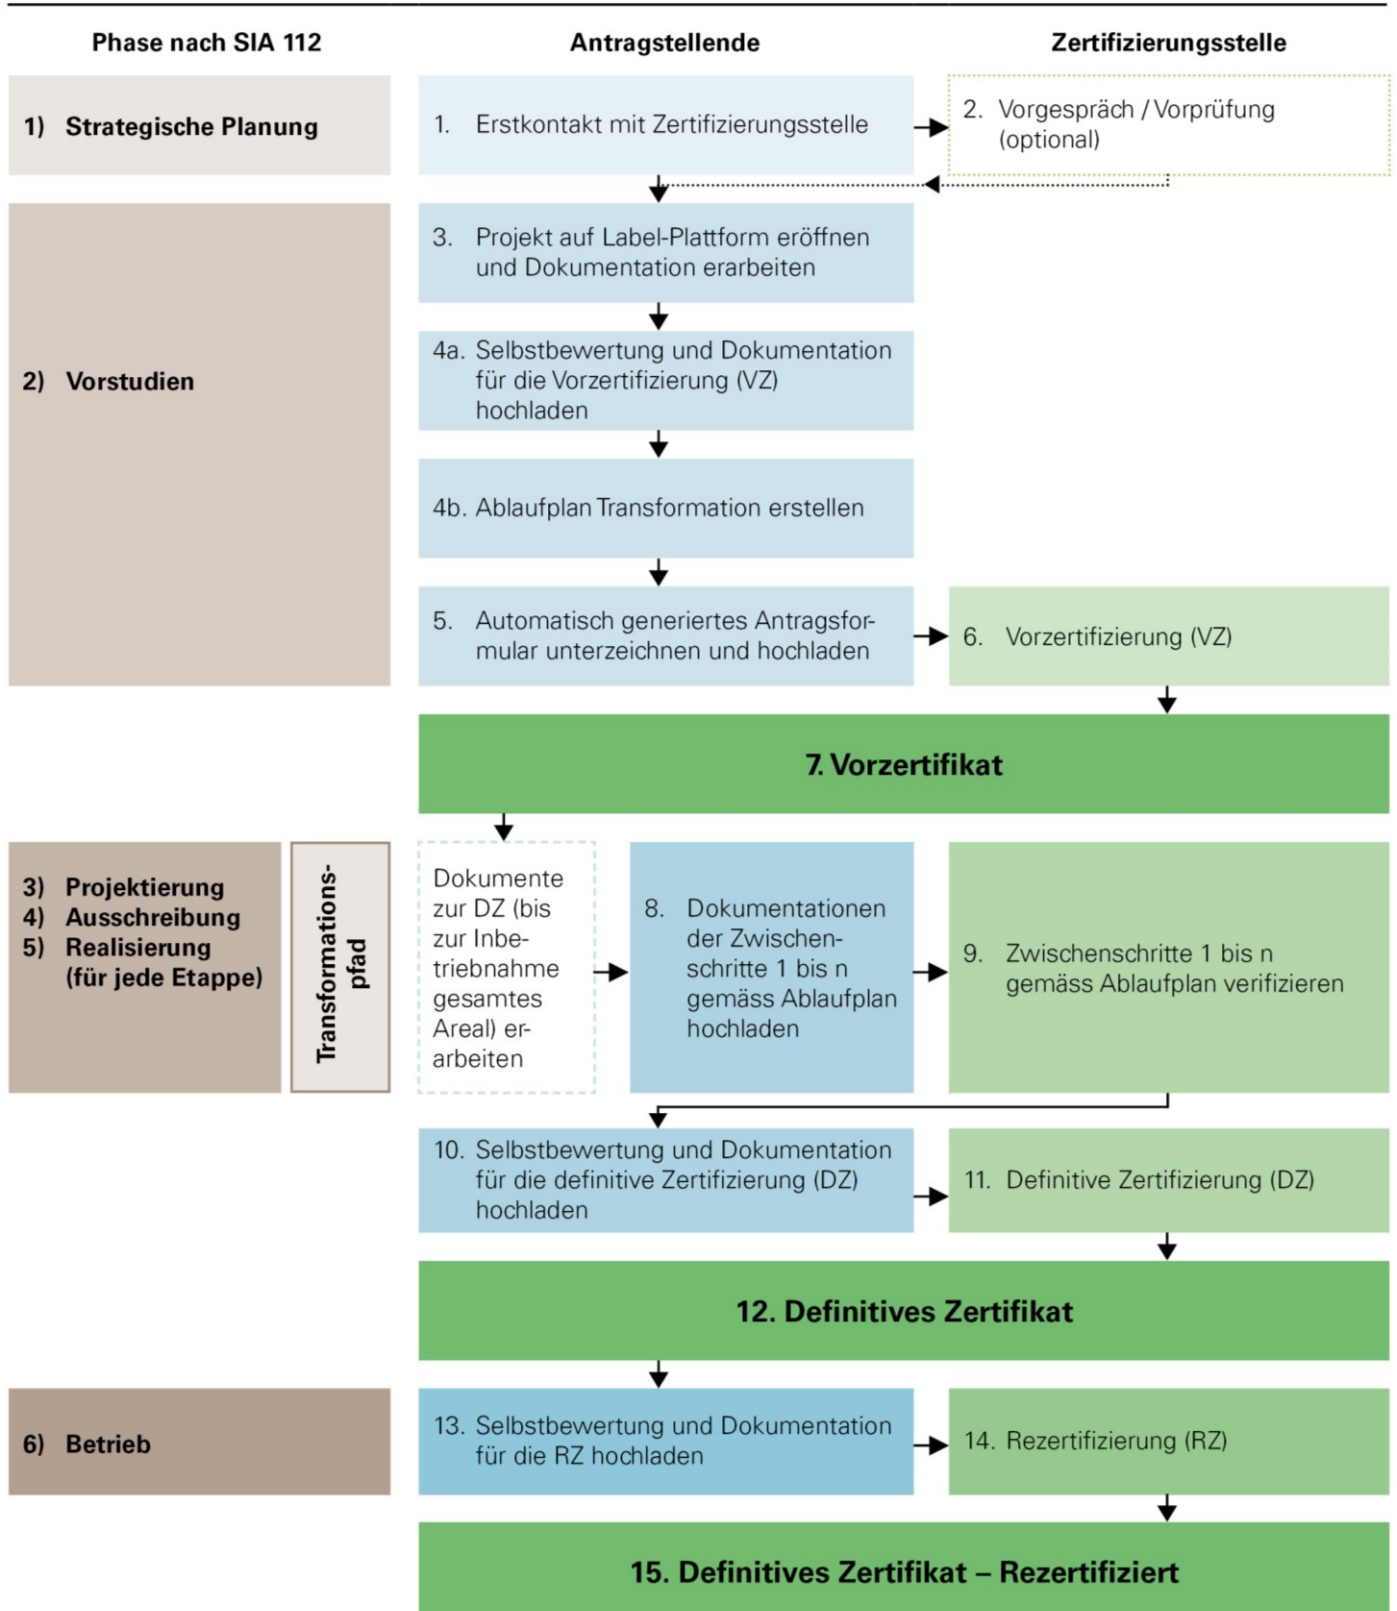 Phase nach SIA 112
Antragstellende
Zertifizierungsstelle
1) Strategische Planung
1. Erstkontakt mit Zertifizierungsstelle
2. Vorgespräch / Vorprüfung
(optional)
2) Vorstudien
3. Projekt auf Label-Plattform eröffnen
und Dokumentation erarbeiten
4a. Selbstbewertung und Dokumentation
für die Vorzertifizierung (VZ)
hochladen
4b. Ablaufplan Transformation erstellen
5. Automatisch generiertes Antragsfor-
mular unterzeichnen und hochladen
6. Vorzertifizierung (VZ)
7. Vorzertifikat
3) Projektierung
4) Ausschreibung
5) Realisierung
(für jede Etappe)
Transformations-
pfad
Dokumente
zur DZ (bis
zur Inbe-
triebnahme
gesamtes
Areal) er-
arbeiten
8. Dokumentationen
der Zwischen-
schritte 1 bis n
gemäss Ablaufplan
hochladen
9. Zwischenschritte 1 bis n
gemäss Ablaufplan verifizieren
10. Selbstbewertung und Dokumentation
für die definitive Zertifizierung (DZ)
hochladen
11. Definitive Zertifizierung (DZ)
12. Definitives Zertifikat
6) Betrieb
13. Selbstbewertung und Dokumentation
für die RZ hochladen
14. Rezertifizierung (RZ)
15. Definitives Zertifikat – Rezertifiziert